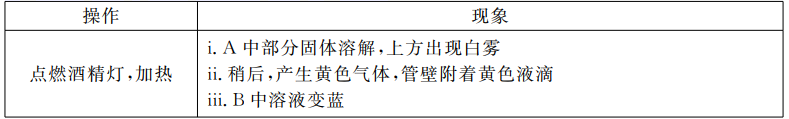 操作 现象
点燃酒精灯,加热
ⅰ. A中部分固体溶解,上方出现白雾
ⅱ. 稍后,产生黄色气体,管壁附着黄色液滴
ⅲ. B中溶液变蓝